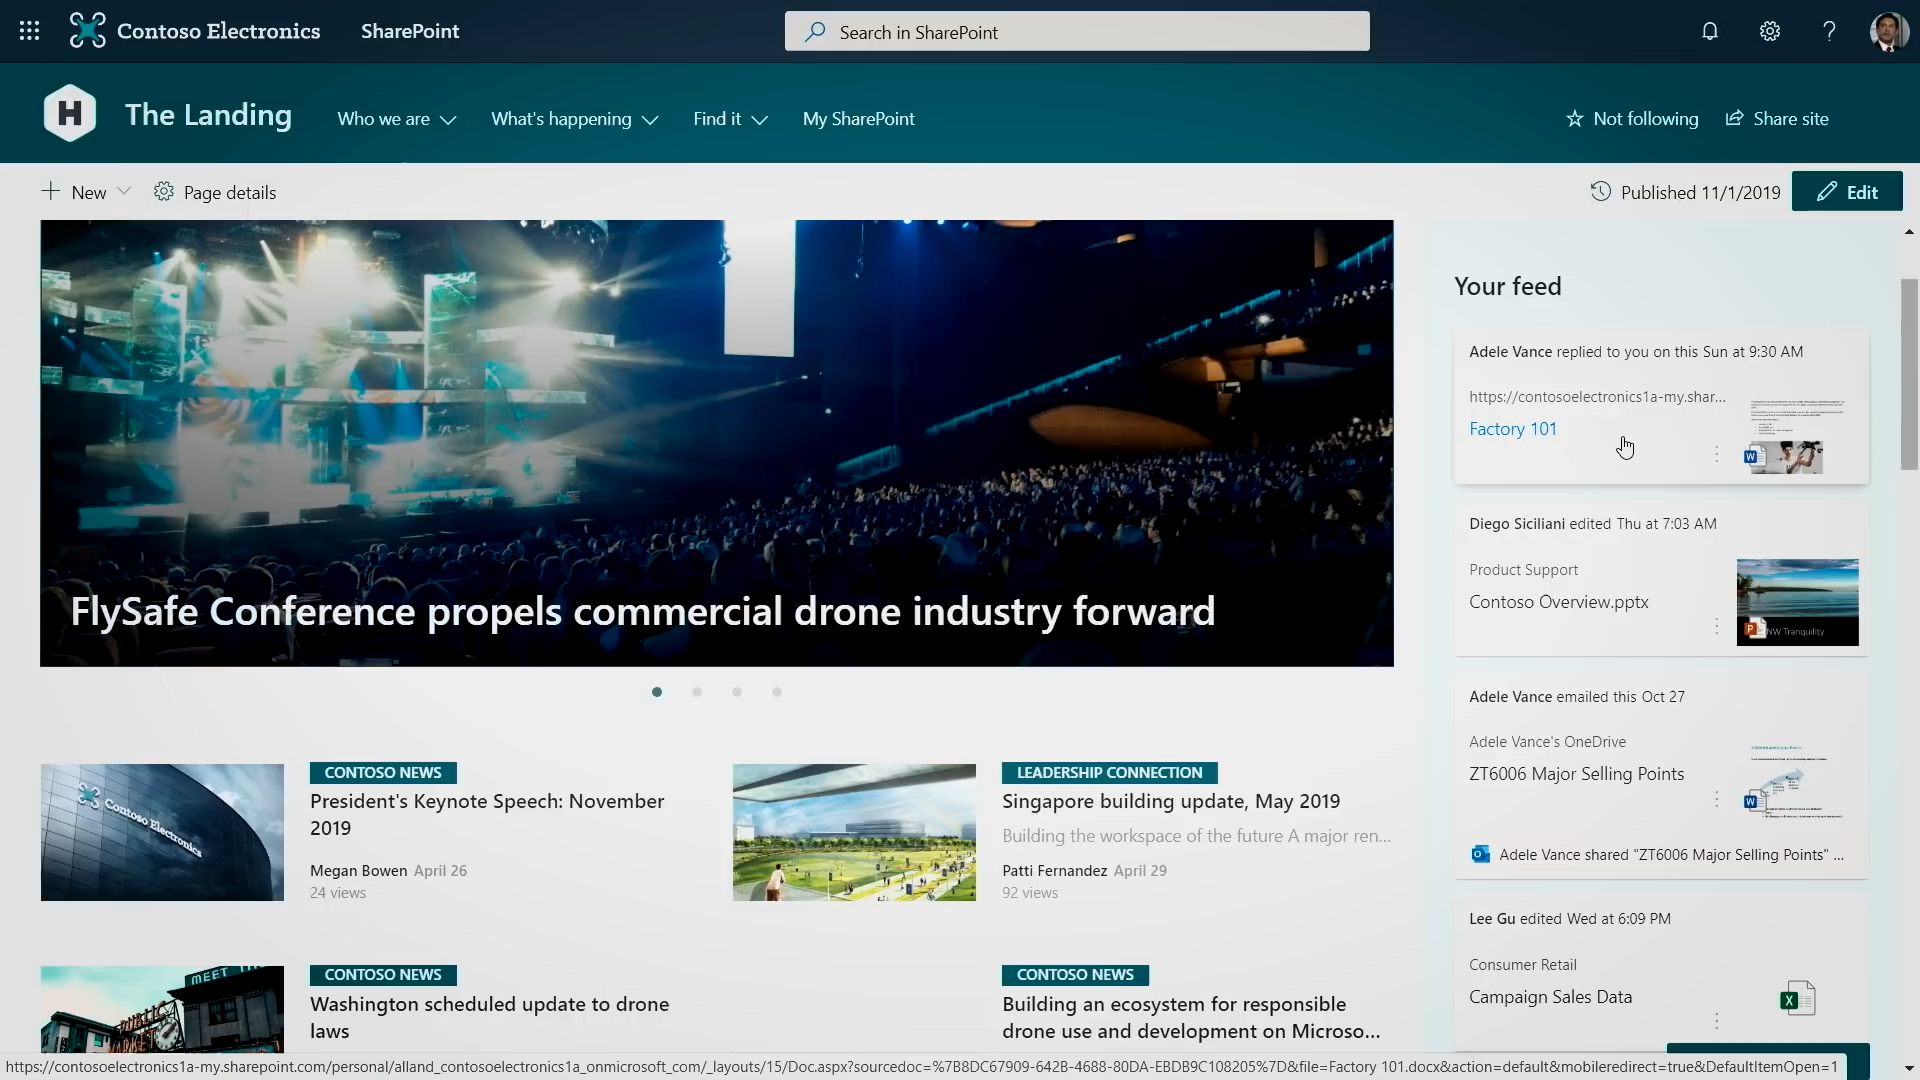 Contoso Electronics
SharePoint
Search in SharePoint
?
H
The Landing
Who we are
What's happening
Find it
My SharePoint
Not following
Share site
New
Page details
Published 11/1/2019
Edit
FlySafe Conference propels commercial drone industry forward
Your feed
Adele Vance replied to you on this Sun at 9:30 AM
https://contosoelectronics1a-my.shar...
Factory 101
W
Diego Siciliani edited Thu at 7:03 AM
Product Support
Contoso Overview.pptx
P
NW Tranquility
Adele Vance emailed this Oct 27
Adele Vance's OneDrive
ZT6006 Major Selling Points
W
Adele Vance shared "ZT6006 Major Selling Points" ...
Lee Gu edited Wed at 6:09 PM
Consumer Retail
Campaign Sales Data
X
Contoso Electronics
CONTOSO NEWS
President's Keynote Speech: November
2019
Megan Bowen April 26
24 views
LEADERSHIP CONNECTION
Singapore building update, May 2019
Building the workspace of the future A major ren...
Patti Fernandez April 29
92 views
MEET
PUBLIC
MARKET
CONTOSO NEWS
Washington scheduled update to drone
laws
CONTOSO NEWS
Building an ecosystem for responsible
drone use and development on Microso...
https://contosoelectronics1a-my.sharepoint.com/personal/alland_contosoelectronics1a_onmicrosoft_com/_layouts/15/Doc.aspx?sourcedoc=%7B8DC67909-642B-4688-80DA-EBDB9C108205%7D&file=Factory 101.docx&action=default&mobileredirect=true&DefaultItemOpen=1